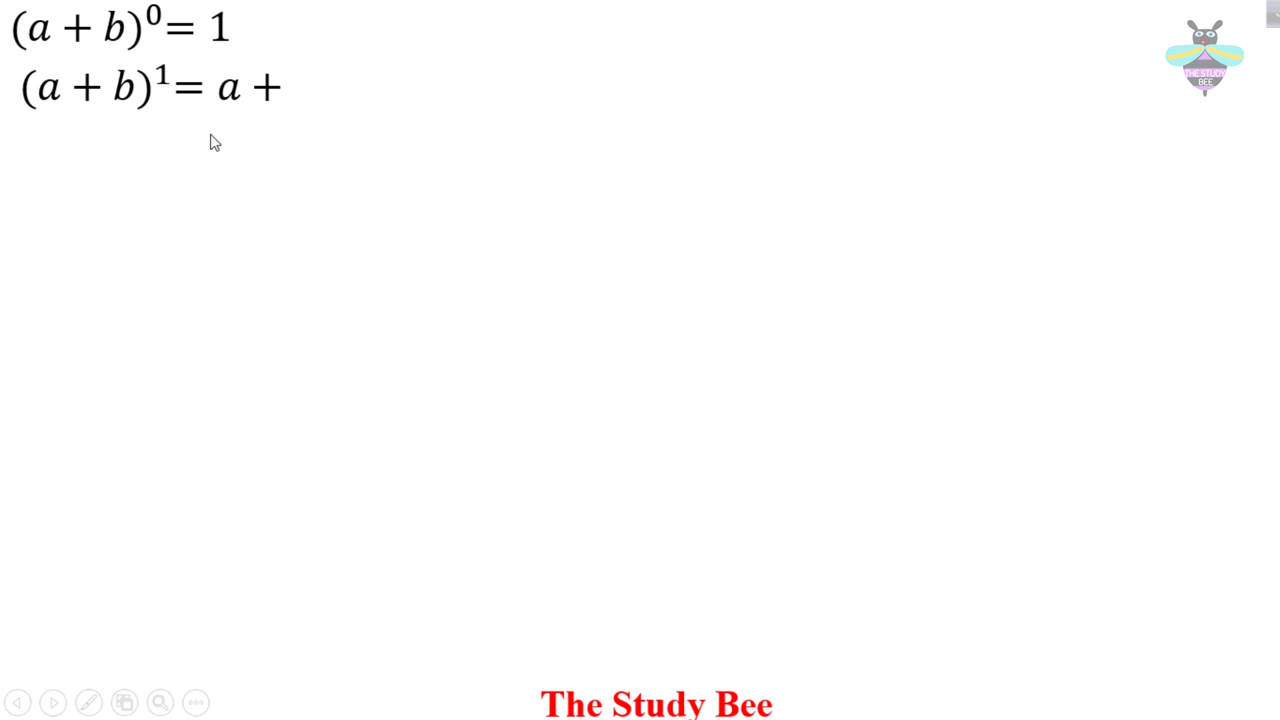 (a + b)⁰= 1
(a + b)¹= a +
THE STUDY
BEE
The Study Bee